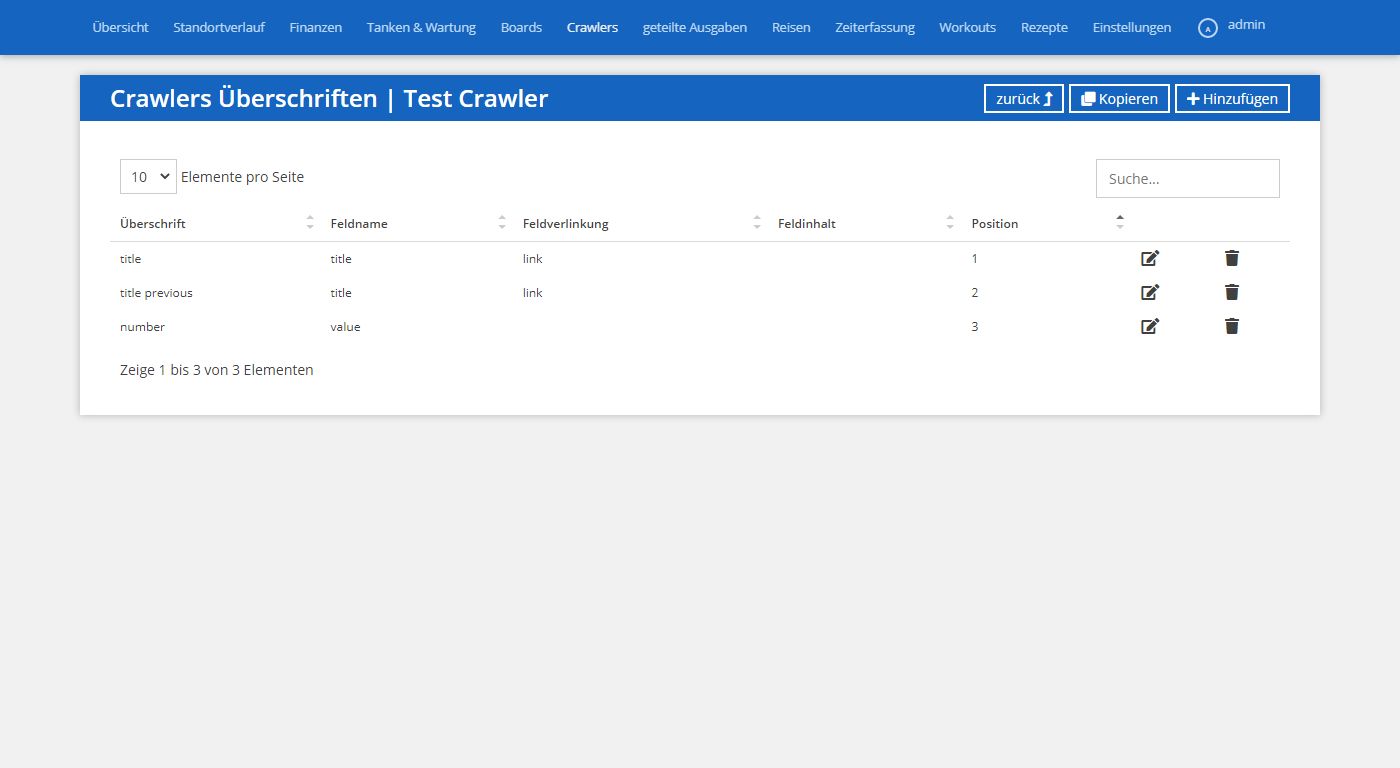 Übersicht Standortverlauf Finanzen Tanken & Wartung Boards Crawlers geteilte Ausgaben Reisen Zeiterfassung Workouts Rezepte Einstellungen A admin
Crawlers Überschriften | Test Crawler zurück Kopieren Hinzufügen
10 Elemente pro Seite Suche...
Überschrift Feldname Feldverlinkung Feldinhalt Position
title title link 1
title previous title link 2
number value 3
Zeige 1 bis 3 von 3 Elementen